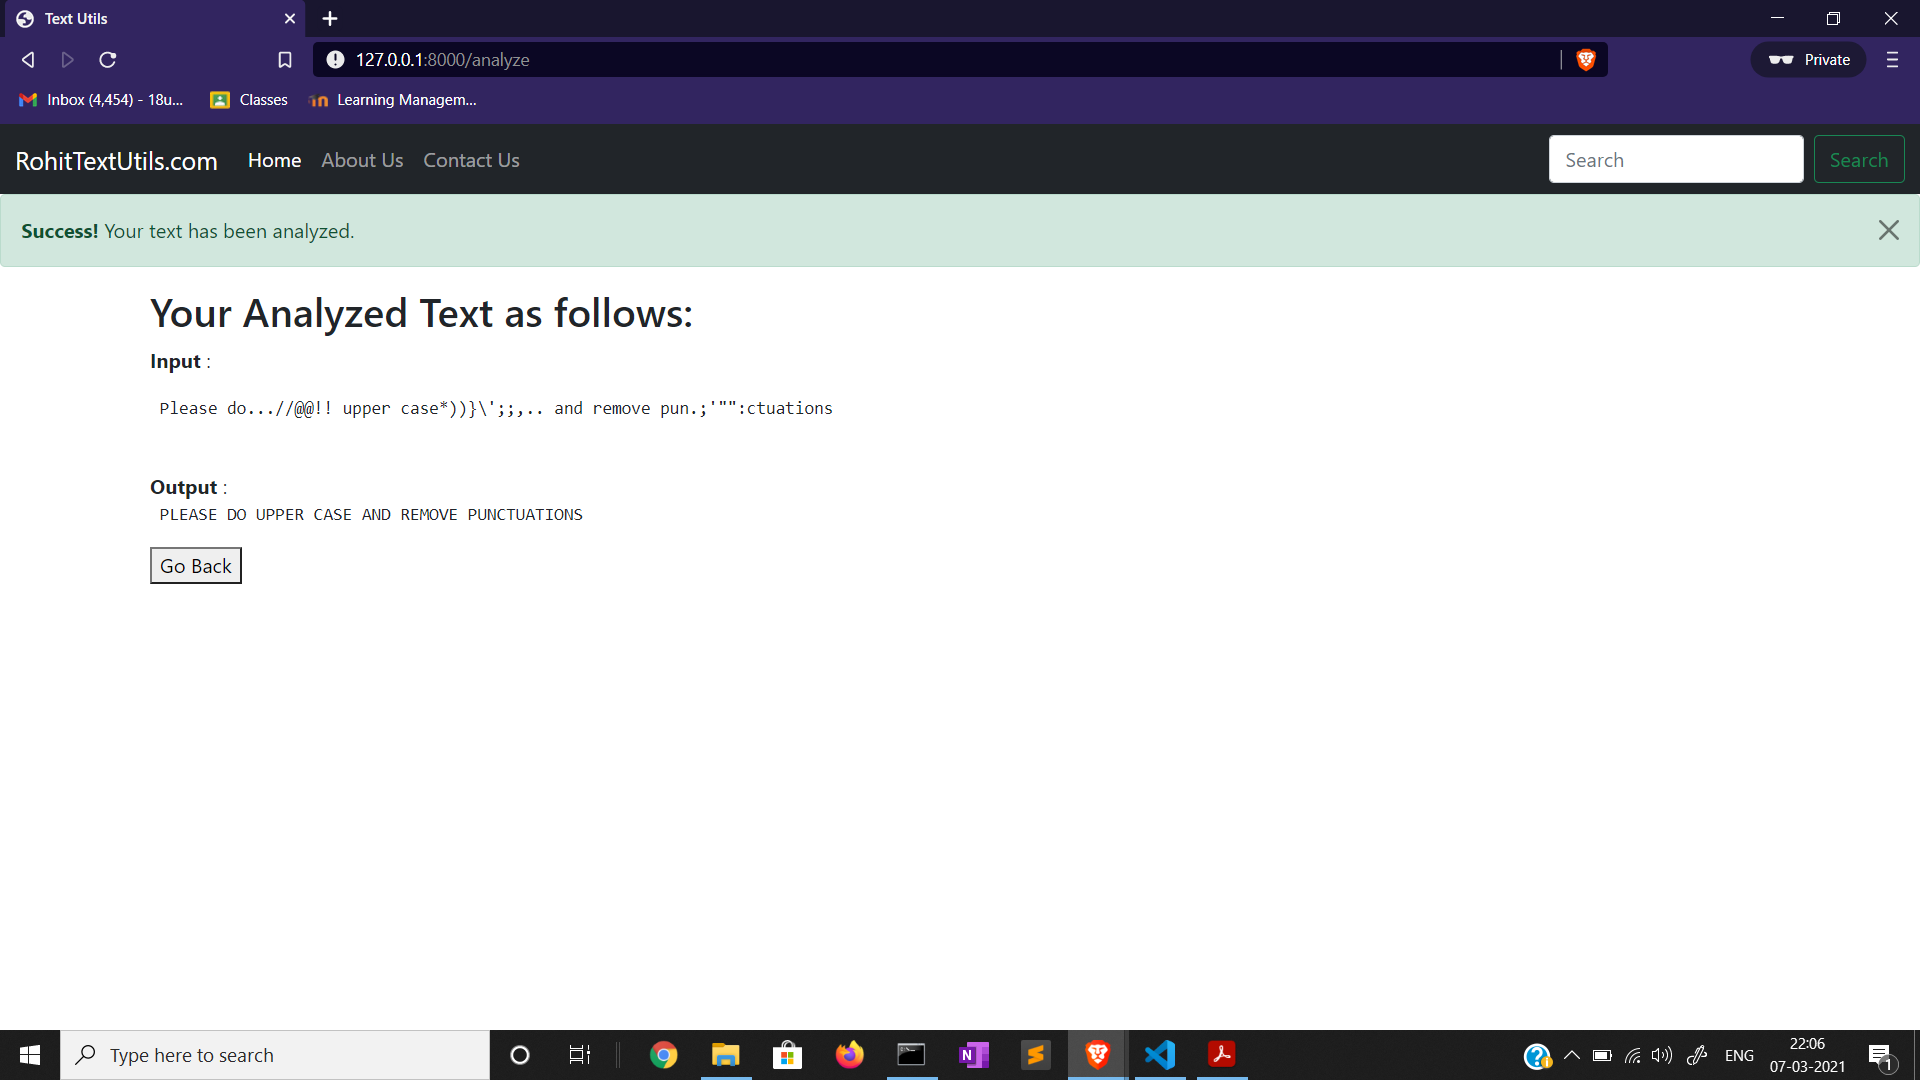 Text Utils
127.0.0.1:8000/analyze
Private
Inbox (4,454) - 18u...
Classes
Learning Managem...
RohitTextUtils.com Home About Us Contact Us Search Search
Success! Your text has been analyzed.
Your Analyzed Text as follows:
Input :
Please do...//@@!! upper case*))}\';;,.. and remove pun.;'"":ctuations
Output :
PLEASE DO UPPER CASE AND REMOVE PUNCTUATIONS
Go Back
Type here to search
ENG
22:06
07-03-2021
1